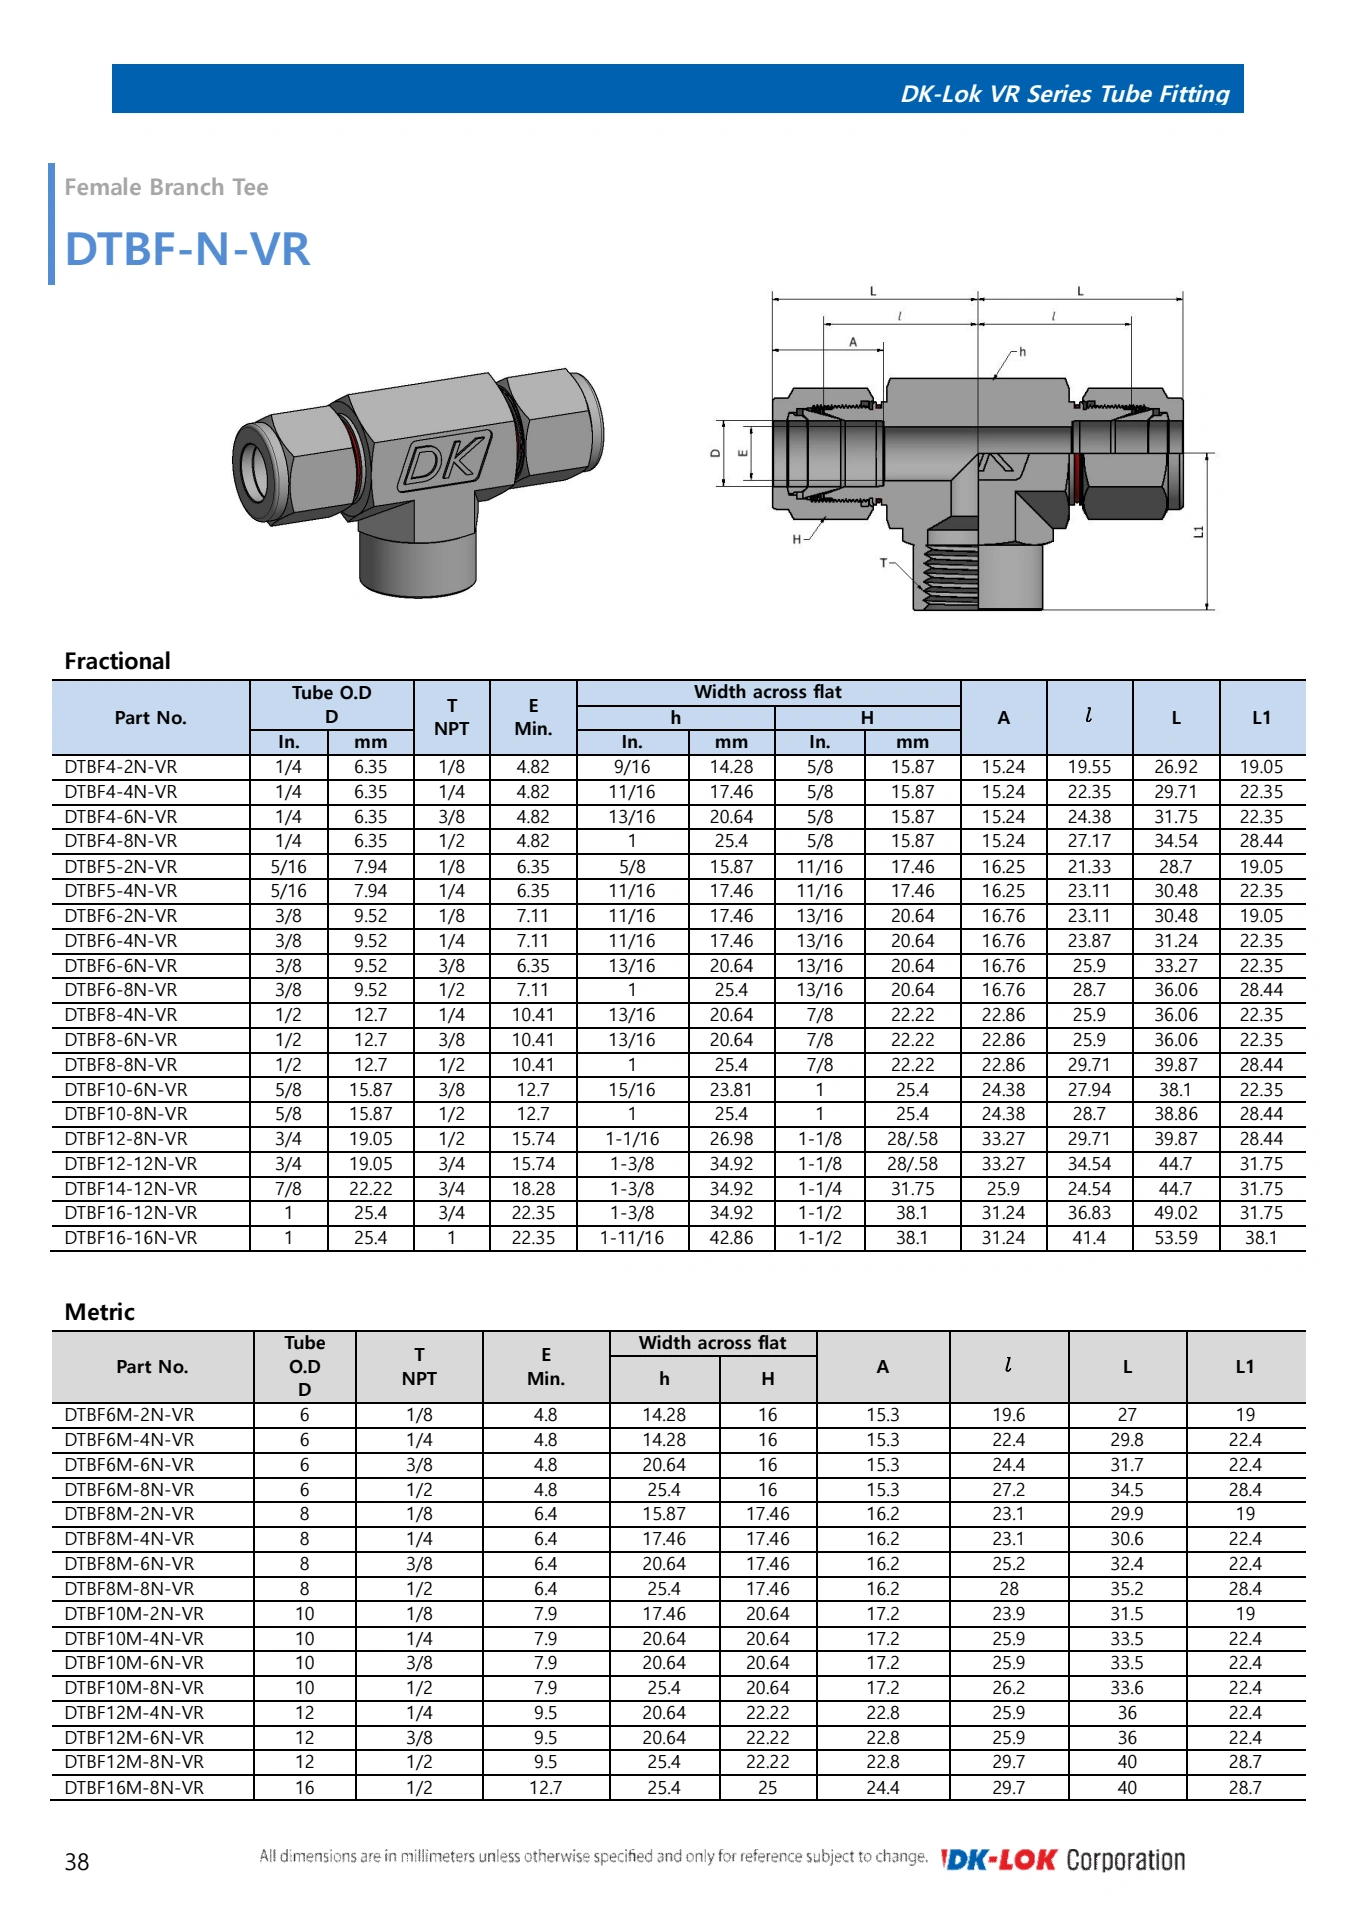 DK-Lok VR Series Tube Fitting
Female Branch Tee
DTBF-N-VR
L L
l l
A
h
D E
H
T
L1
DK
Fractional
Part No. Tube O.D D T NPT E Min. Width across flat A l L L1
h H
In. mm In. mm In. mm
DTBF4-2N-VR 1/4 6.35 1/8 4.82 9/16 14.28 5/8 15.87 15.24 19.55 26.92 19.05
DTBF4-4N-VR 1/4 6.35 1/4 4.82 11/16 17.46 5/8 15.87 15.24 22.35 29.71 22.35
DTBF4-6N-VR 1/4 6.35 3/8 4.82 13/16 20.64 5/8 15.87 15.24 24.38 31.75 22.35
DTBF4-8N-VR 1/4 6.35 1/2 4.82 1 25.4 5/8 15.87 15.24 27.17 34.54 28.44
DTBF5-2N-VR 5/16 7.94 1/8 6.35 5/8 15.87 11/16 17.46 16.25 21.33 28.7 19.05
DTBF5-4N-VR 5/16 7.94 1/4 6.35 11/16 17.46 11/16 17.46 16.25 23.11 30.48 22.35
DTBF6-2N-VR 3/8 9.52 1/8 7.11 11/16 17.46 13/16 20.64 16.76 23.11 30.48 19.05
DTBF6-4N-VR 3/8 9.52 1/4 7.11 11/16 17.46 13/16 20.64 16.76 23.87 31.24 22.35
DTBF6-6N-VR 3/8 9.52 3/8 6.35 13/16 20.64 13/16 20.64 16.76 25.9 33.27 22.35
DTBF6-8N-VR 3/8 9.52 1/2 7.11 1 25.4 13/16 20.64 16.76 28.7 36.06 28.44
DTBF8-4N-VR 1/2 12.7 1/4 10.41 13/16 20.64 7/8 22.22 22.86 25.9 36.06 22.35
DTBF8-6N-VR 1/2 12.7 3/8 10.41 13/16 20.64 7/8 22.22 22.86 25.9 36.06 22.35
DTBF8-8N-VR 1/2 12.7 1/2 10.41 1 25.4 7/8 22.22 22.86 29.71 39.87 28.44
DTBF10-6N-VR 5/8 15.87 3/8 12.7 15/16 23.81 1 25.4 24.38 27.94 38.1 22.35
DTBF10-8N-VR 5/8 15.87 1/2 12.7 1 25.4 1 25.4 24.38 28.7 38.86 28.44
DTBF12-8N-VR 3/4 19.05 1/2 15.74 1-1/16 26.98 1-1/8 28/.58 33.27 29.71 39.87 28.44
DTBF12-12N-VR 3/4 19.05 3/4 15.74 1-3/8 34.92 1-1/8 28/.58 33.27 34.54 44.7 31.75
DTBF14-12N-VR 7/8 22.22 3/4 18.28 1-3/8 34.92 1-1/4 31.75 25.9 24.54 44.7 31.75
DTBF16-12N-VR 1 25.4 3/4 22.35 1-3/8 34.92 1-1/2 38.1 31.24 36.83 49.02 31.75
DTBF16-16N-VR 1 25.4 1 22.35 1-11/16 42.86 1-1/2 38.1 31.24 41.4 53.59 38.1
Metric
Part No. Tube O.D D T NPT E Min. Width across flat A l L L1
h H
DTBF6M-2N-VR 6 1/8 4.8 14.28 16 15.3 19.6 27 19
DTBF6M-4N-VR 6 1/4 4.8 14.28 16 15.3 22.4 29.8 22.4
DTBF6M-6N-VR 6 3/8 4.8 20.64 16 15.3 24.4 31.7 22.4
DTBF6M-8N-VR 6 1/2 4.8 25.4 16 15.3 27.2 34.5 28.4
DTBF8M-2N-VR 8 1/8 6.4 15.87 17.46 16.2 23.1 29.9 19
DTBF8M-4N-VR 8 1/4 6.4 17.46 17.46 16.2 23.1 30.6 22.4
DTBF8M-6N-VR 8 3/8 6.4 20.64 17.46 16.2 25.2 32.4 22.4
DTBF8M-8N-VR 8 1/2 6.4 25.4 17.46 16.2 28 35.2 28.4
DTBF10M-2N-VR 10 1/8 7.9 17.46 20.64 17.2 23.9 31.5 19
DTBF10M-4N-VR 10 1/4 7.9 20.64 20.64 17.2 25.9 33.5 22.4
DTBF10M-6N-VR 10 3/8 7.9 20.64 20.64 17.2 25.9 33.5 22.4
DTBF10M-8N-VR 10 1/2 7.9 25.4 20.64 17.2 26.2 33.6 22.4
DTBF12M-4N-VR 12 1/4 9.5 20.64 22.22 22.8 25.9 36 22.4
DTBF12M-6N-VR 12 3/8 9.5 20.64 22.22 22.8 25.9 36 22.4
DTBF12M-8N-VR 12 1/2 9.5 25.4 22.22 22.8 29.7 40 28.7
DTBF16M-8N-VR 16 1/2 12.7 25.4 25 24.4 29.7 40 28.7
38 All dimensions are in millimeters unless otherwise specified and only for reference subject to change. DK-LOK Corporation